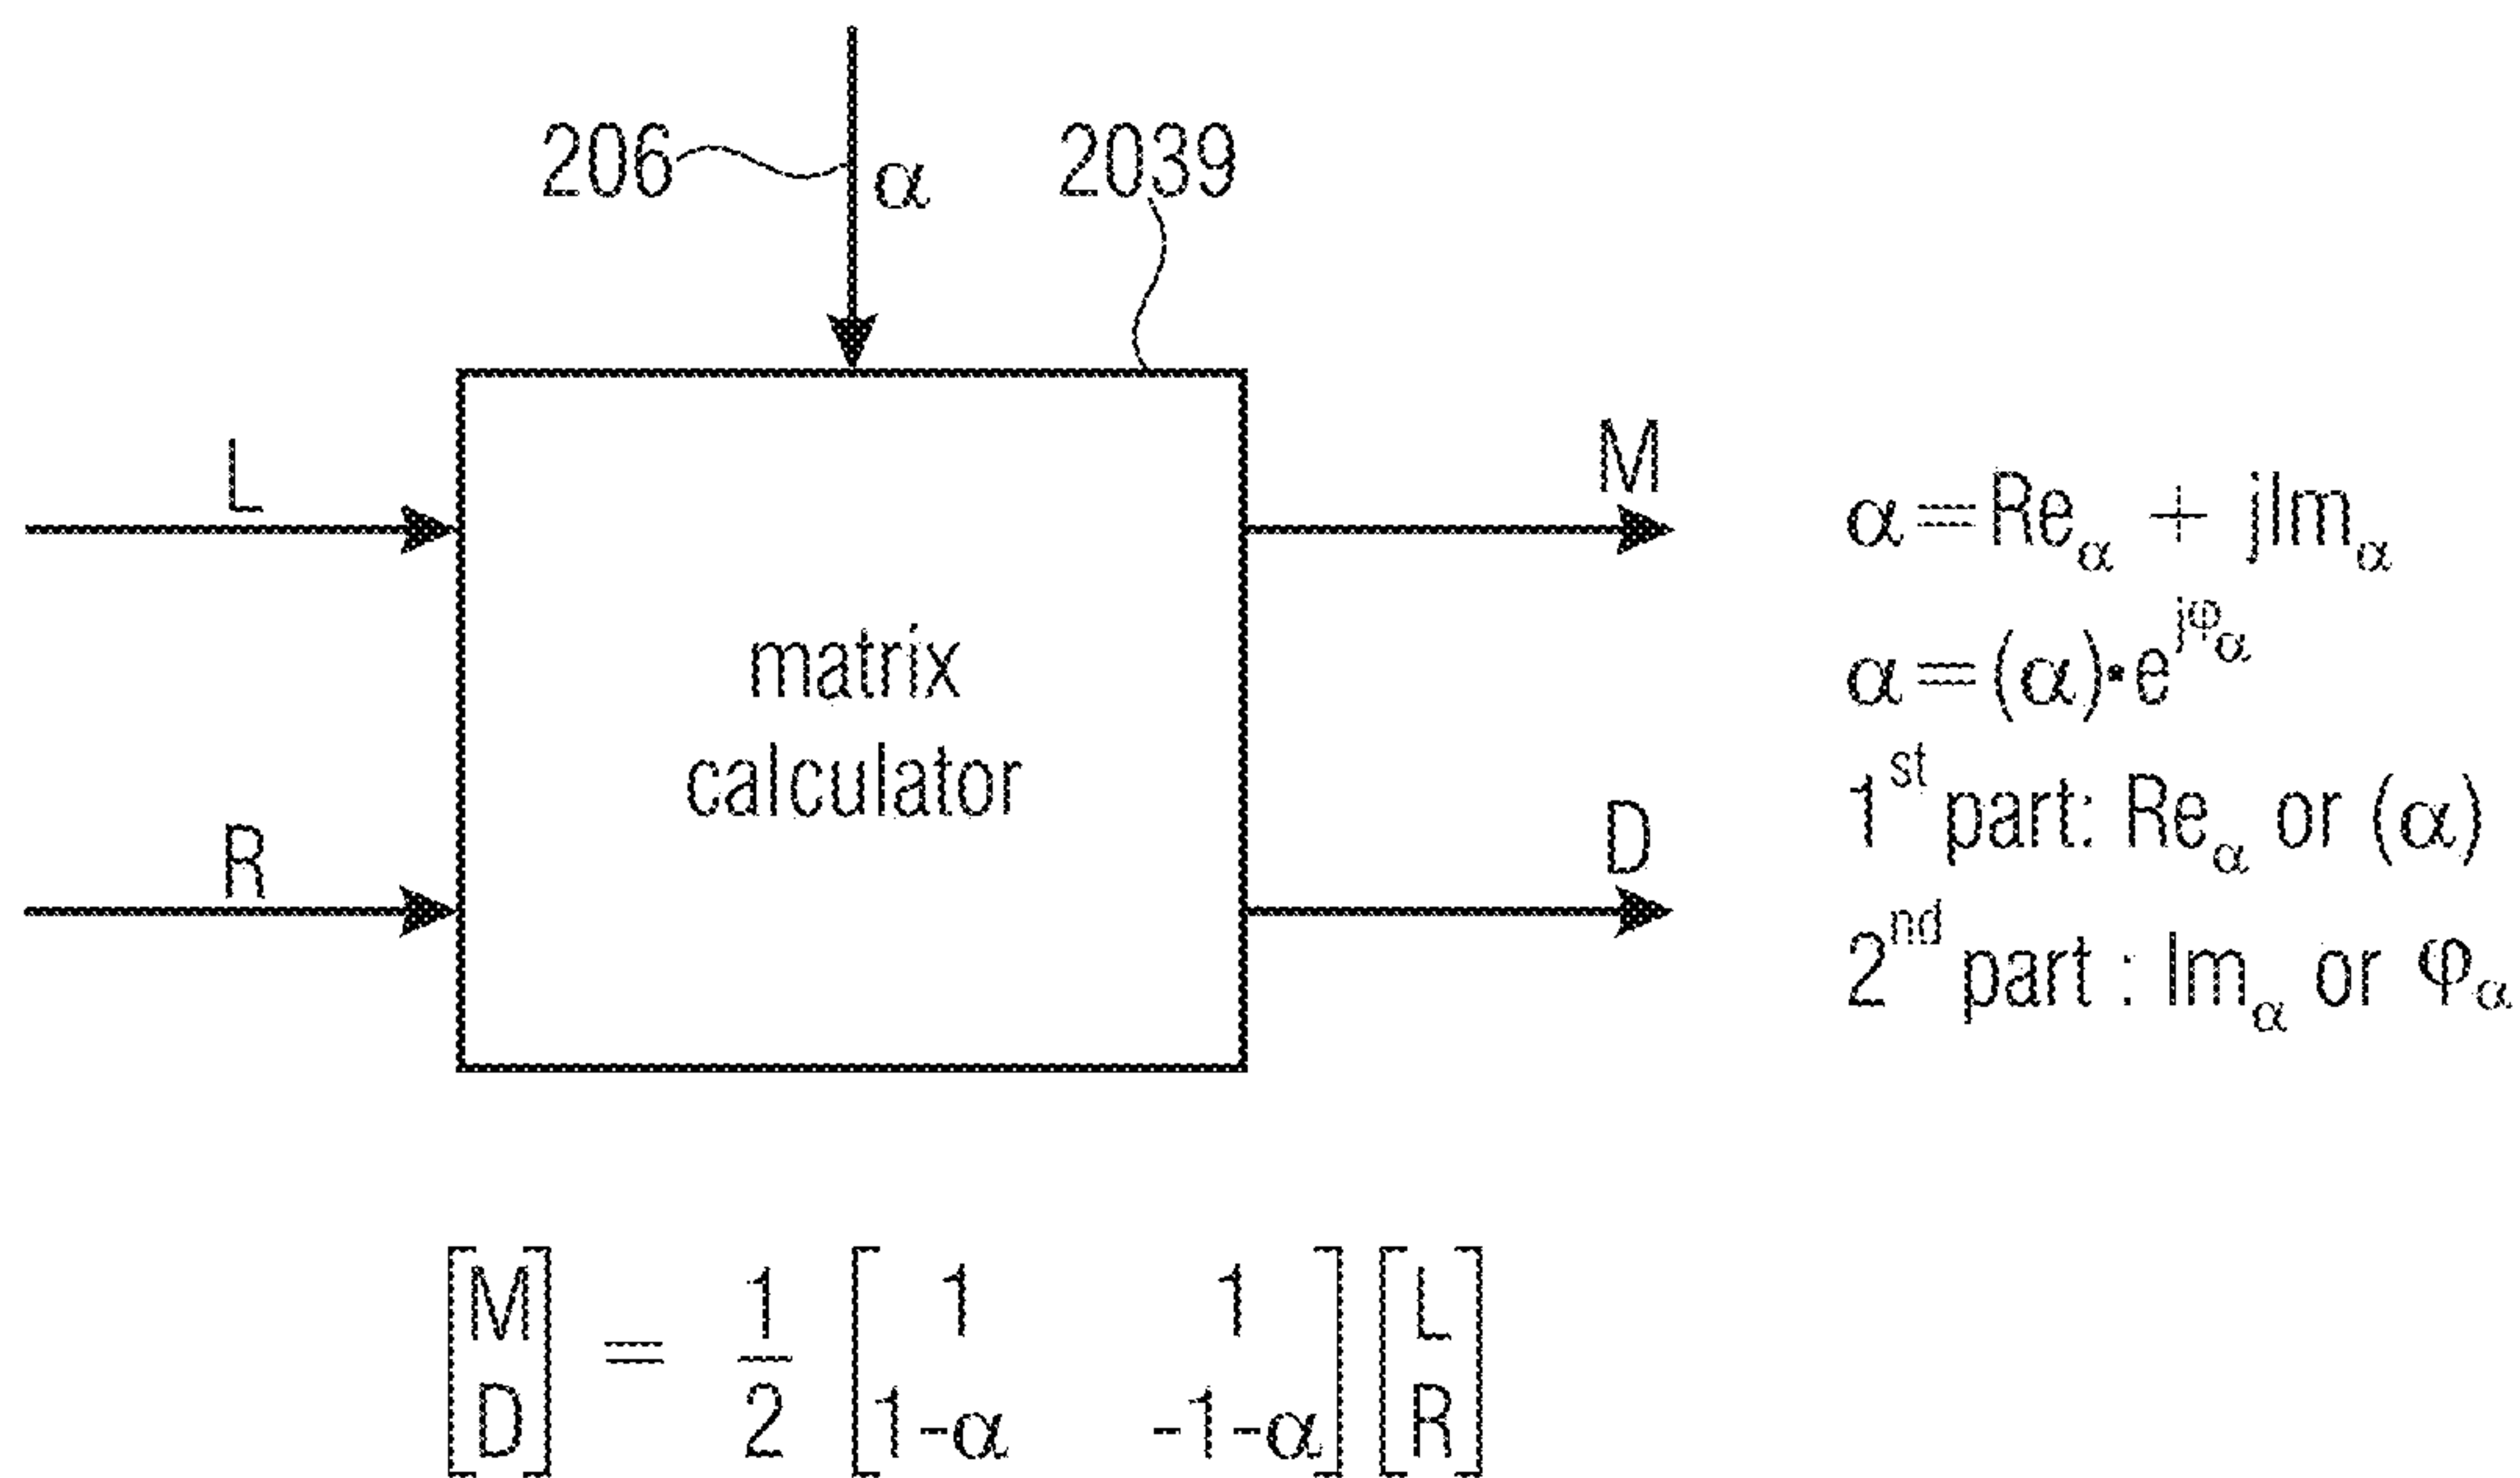 206 α 2039
L
M
α=Re_α + jIm_α
α=(α)·e^jφ_α
matrix
calculator
1^st part: Re_α or (α)
R
D
2^nd part : Im_α or φ_α
[M D] = 1/2 [1 1 1-α -1-α] [L R]